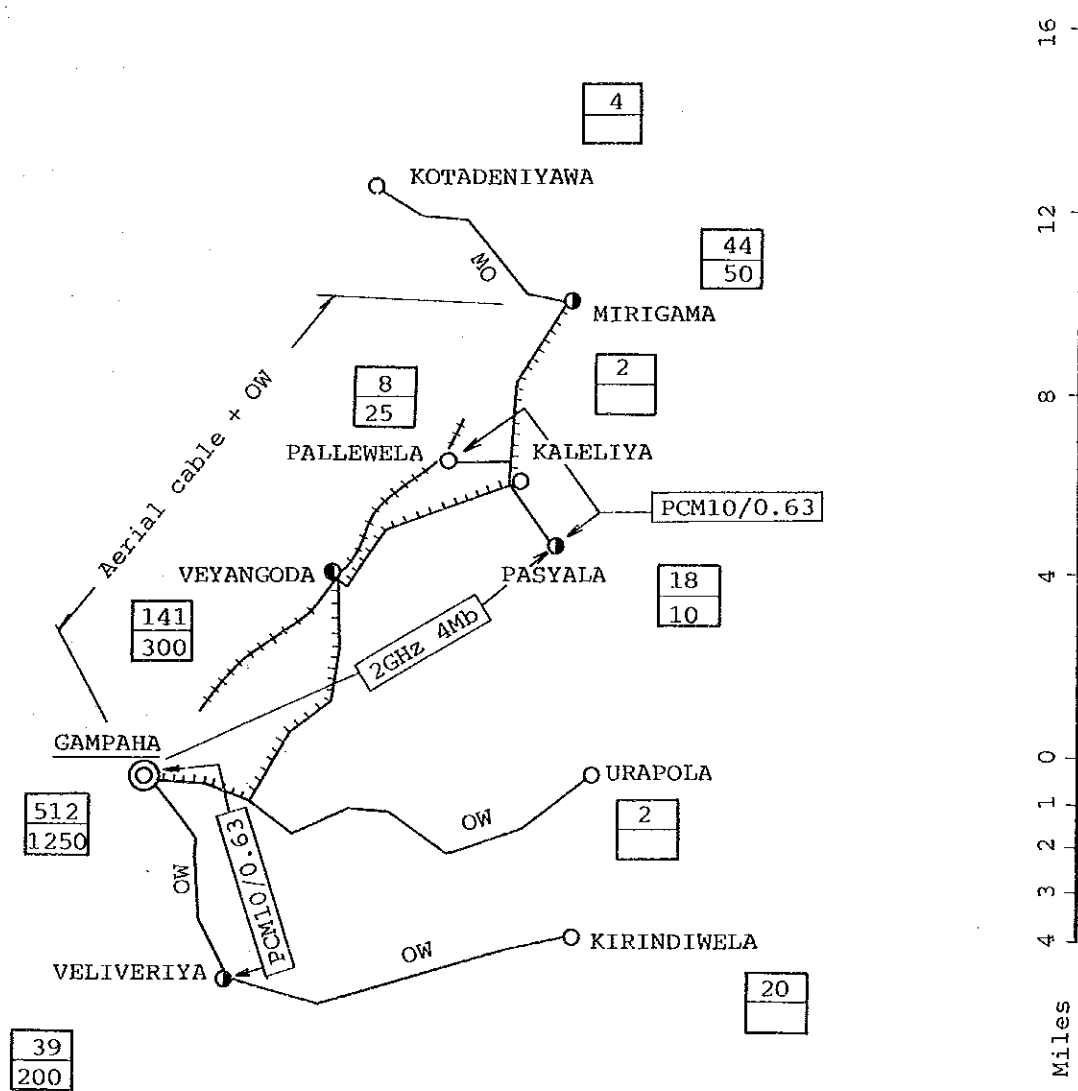 16
4
KOTADENIYAWA
12
44
50
OW
MIRIGAMA
2
8
8
25
Aerial cable + OW
PALLEWELA
KALELIYA
PCM10/0.63
VEYANGODA
PASYALA
4
18
10
141
300
2GHz 4Mb
GAMPAHA
0
URAPOLA
512
1250
2
1
OW
2
PCM10/0.63
OW
3
KIRINDIWELA
4
OW
VELIVERIYA
20
39
200
Miles